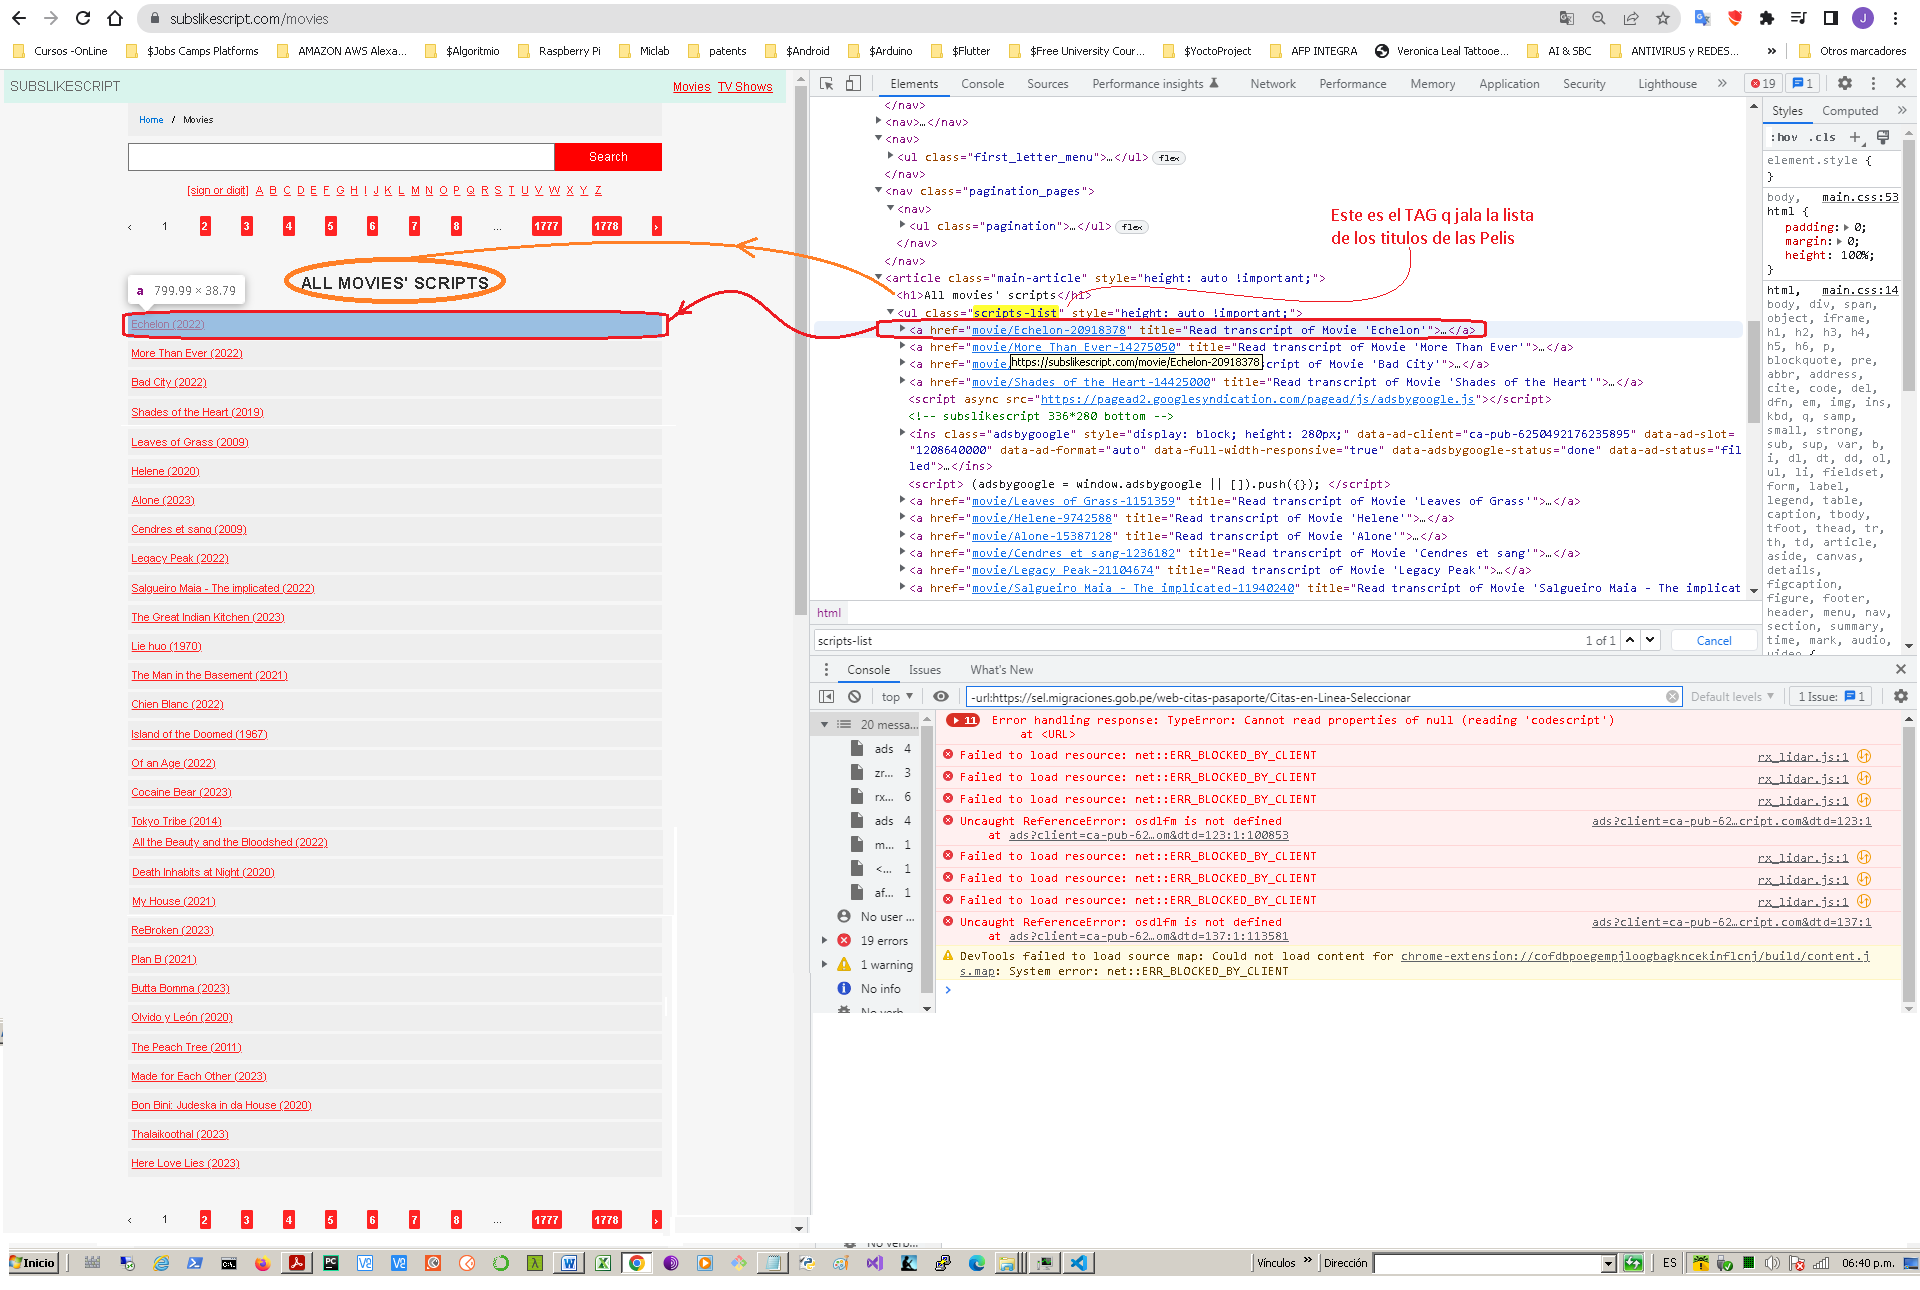 subslikescript.com/movies
Cursos -OnLine
$Jobs Camps Platforms
AMAZON AWS Alexa...
$Algoritmio
Raspberry Pi
Miclab
patents
$Android
$Arduino
$Flutter
$Free University Cour...
$YoctoProject
AFP INTEGRA
Veronica Leal Tattooe...
AI & SBC
ANTIVIRUS y REDES...
»
Otros marcadores
SUBSLIKESCRIPT
Movies TV Shows
Home / Movies
Search
[sign or digit] A B C D E F G H I J K L M N O P Q R S T U V W X Y Z
‹ 1 2 3 4 5 6 7 8 ... 1777 1778 ›
ALL MOVIES' SCRIPTS
a 799.99 × 38.79
Echelon (2022)
More Than Ever (2022)
Bad City (2022)
Shades of the Heart (2019)
Leaves of Grass (2009)
Helene (2020)
Alone (2023)
Cendres et sang (2009)
Legacy Peak (2022)
Salgueiro Maia - The implicated (2022)
The Great Indian Kitchen (2023)
Lie huo (1970)
The Man in the Basement (2021)
Chien Blanc (2022)
Island of the Doomed (1967)
Of an Age (2022)
Cocaine Bear (2023)
Tokyo Tribe (2014)
All the Beauty and the Bloodshed (2022)
Death Inhabits at Night (2020)
My House (2021)
ReBroken (2023)
Plan B (2021)
Butta Bomma (2023)
Olvido y León (2020)
The Peach Tree (2011)
Made for Each Other (2023)
Bon Bini: Judeska in da House (2020)
Thalaikoothal (2023)
Here Love Lies (2023)
‹ 1 2 3 4 5 6 7 8 ... 1777 1778 ›
Elements Console Sources Performance insights Network Performance Memory Application Security Lighthouse » 19 1
</nav>
<nav>…</nav>
<nav>
<ul class="first_letter_menu">…</ul> flex
</nav>
<nav class="pagination_pages">
<nav>
<ul class="pagination">…</ul> flex
</nav>
</nav>
Este es el TAG q jala la lista
de los titulos de las Pelis
<article class="main-article" style="height: auto !important;">
<h1>All movies' scripts</h1>
<ul class="scripts-list" style="height: auto !important;">
<a href="movie/Echelon-20918378" title="Read transcript of Movie 'Echelon'">…</a>
<a href="movie/More Than Ever-14275050" title="Read transcript of Movie 'More Than Ever'">…</a>
<a href="movie/ cript of Movie 'Bad City'">…</a>
https://subslikescript.com/movie/Echelon-20918378
<a href="movie/Shades of the Heart-14425000" title="Read transcript of Movie 'Shades of the Heart'">…</a>
<script async src="https://pagead2.googlesyndication.com/pagead/js/adsbygoogle.js"></script>
<!-- subslikescript 336*280 bottom -->
<ins class="adsbygoogle" style="display: block; height: 280px;" data-ad-client="ca-pub-6250492176235895" data-ad-slot=
"1208640000" data-ad-format="auto" data-full-width-responsive="true" data-adsbygoogle-status="done" data-ad-status="fil
led">…</ins>
<script> (adsbygoogle = window.adsbygoogle || []).push({}); </script>
<a href="movie/Leaves of Grass-1151359" title="Read transcript of Movie 'Leaves of Grass'">…</a>
<a href="movie/Helene-9742588" title="Read transcript of Movie 'Helene'">…</a>
<a href="movie/Alone-15387128" title="Read transcript of Movie 'Alone'">…</a>
<a href="movie/Cendres et sang-1236182" title="Read transcript of Movie 'Cendres et sang'">…</a>
<a href="movie/Legacy Peak-21104674" title="Read transcript of Movie 'Legacy Peak'">…</a>
<a href="movie/Salgueiro Maia - The implicated-11940240" title="Read transcript of Movie 'Salgueiro Maia - The implicat
html
scripts-list
1 of 1
Cancel
Styles Computed »
:hov .cls +
element.style {
}
body, main.css:53
html {
padding: 0;
margin: 0;
height: 100%;
}
html, main.css:14
body, div, span,
object, iframe,
h1, h2, h3, h4,
h5, h6, p,
blockquote, pre,
abbr, address,
cite, code, del,
dfn, em, img, ins,
kbd, q, samp,
small, strong,
sub, sup, var, b,
i, dl, dt, dd, ol,
ul, li, fieldset,
form, label,
legend, table,
caption, tbody,
tfoot, thead, tr,
th, td, article,
aside, canvas,
details,
figcaption,
figure, footer,
header, menu, nav,
section, summary,
time, mark, audio,
video {
Console Issues What's New
top
-url:https://sel.migraciones.gob.pe/web-citas-pasaporte/Citas-en-Linea-Seleccionar
Default levels
1 Issue: 1
20 messa...
ads 4
zr... 3
rx... 6
ads 4
m... 1
<... 1
af... 1
No user ...
19 errors
1 warning
No info
No verb
11 Error handling response: TypeError: Cannot read properties of null (reading 'codescript')
at <URL>
Failed to load resource: net::ERR_BLOCKED_BY_CLIENT rx_lidar.js:1
Failed to load resource: net::ERR_BLOCKED_BY_CLIENT rx_lidar.js:1
Failed to load resource: net::ERR_BLOCKED_BY_CLIENT rx_lidar.js:1
Uncaught ReferenceError: osdlfm is not defined ads?client=ca-pub-62…cript.com&dtd=123:1
at ads?client=ca-pub-62…om&dtd=123:1:100853
Failed to load resource: net::ERR_BLOCKED_BY_CLIENT rx_lidar.js:1
Failed to load resource: net::ERR_BLOCKED_BY_CLIENT rx_lidar.js:1
Failed to load resource: net::ERR_BLOCKED_BY_CLIENT rx_lidar.js:1
Uncaught ReferenceError: osdlfm is not defined ads?client=ca-pub-62…cript.com&dtd=137:1
at ads?client=ca-pub-62…om&dtd=137:1:113581
DevTools failed to load source map: Could not load content for chrome-extension://cofdbpoegempjloogbagkncekinflcnj/build/content.j
s.map: System error: net::ERR_BLOCKED_BY_CLIENT
No verb...
Inicio
Vínculos »
Dirección
ES
06:40 p.m.